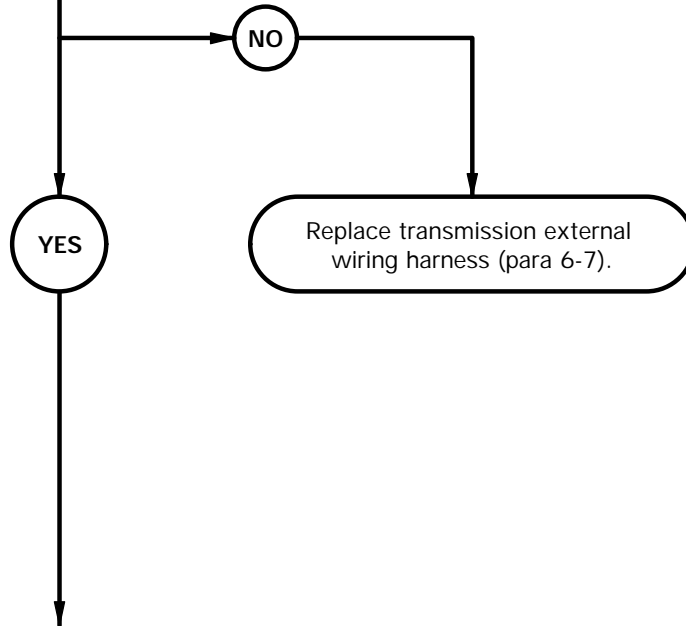 NO
YES
Replace transmission external
wiring harness (para 6-7).